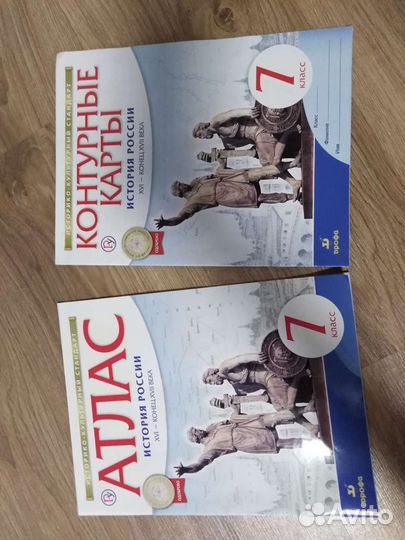 ИСТОРИКО-КУЛЬТУРНЫЙ СТАНДАРТ
КОНТУРНЫЕ
КАРТЫ
ИСТОРИЯ РОССИИ
XVI – КОНЕЦ XVII ВЕКА
7
класс
Класс
Фамилия
Имя
дрофа
ИСТОРИКО-КУЛЬТУРНЫЙ СТАНДАРТ
АТЛАС
ИСТОРИЯ РОССИИ
XVI – КОНЕЦ XVII ВЕКА
7
класс
дрофа
Avito